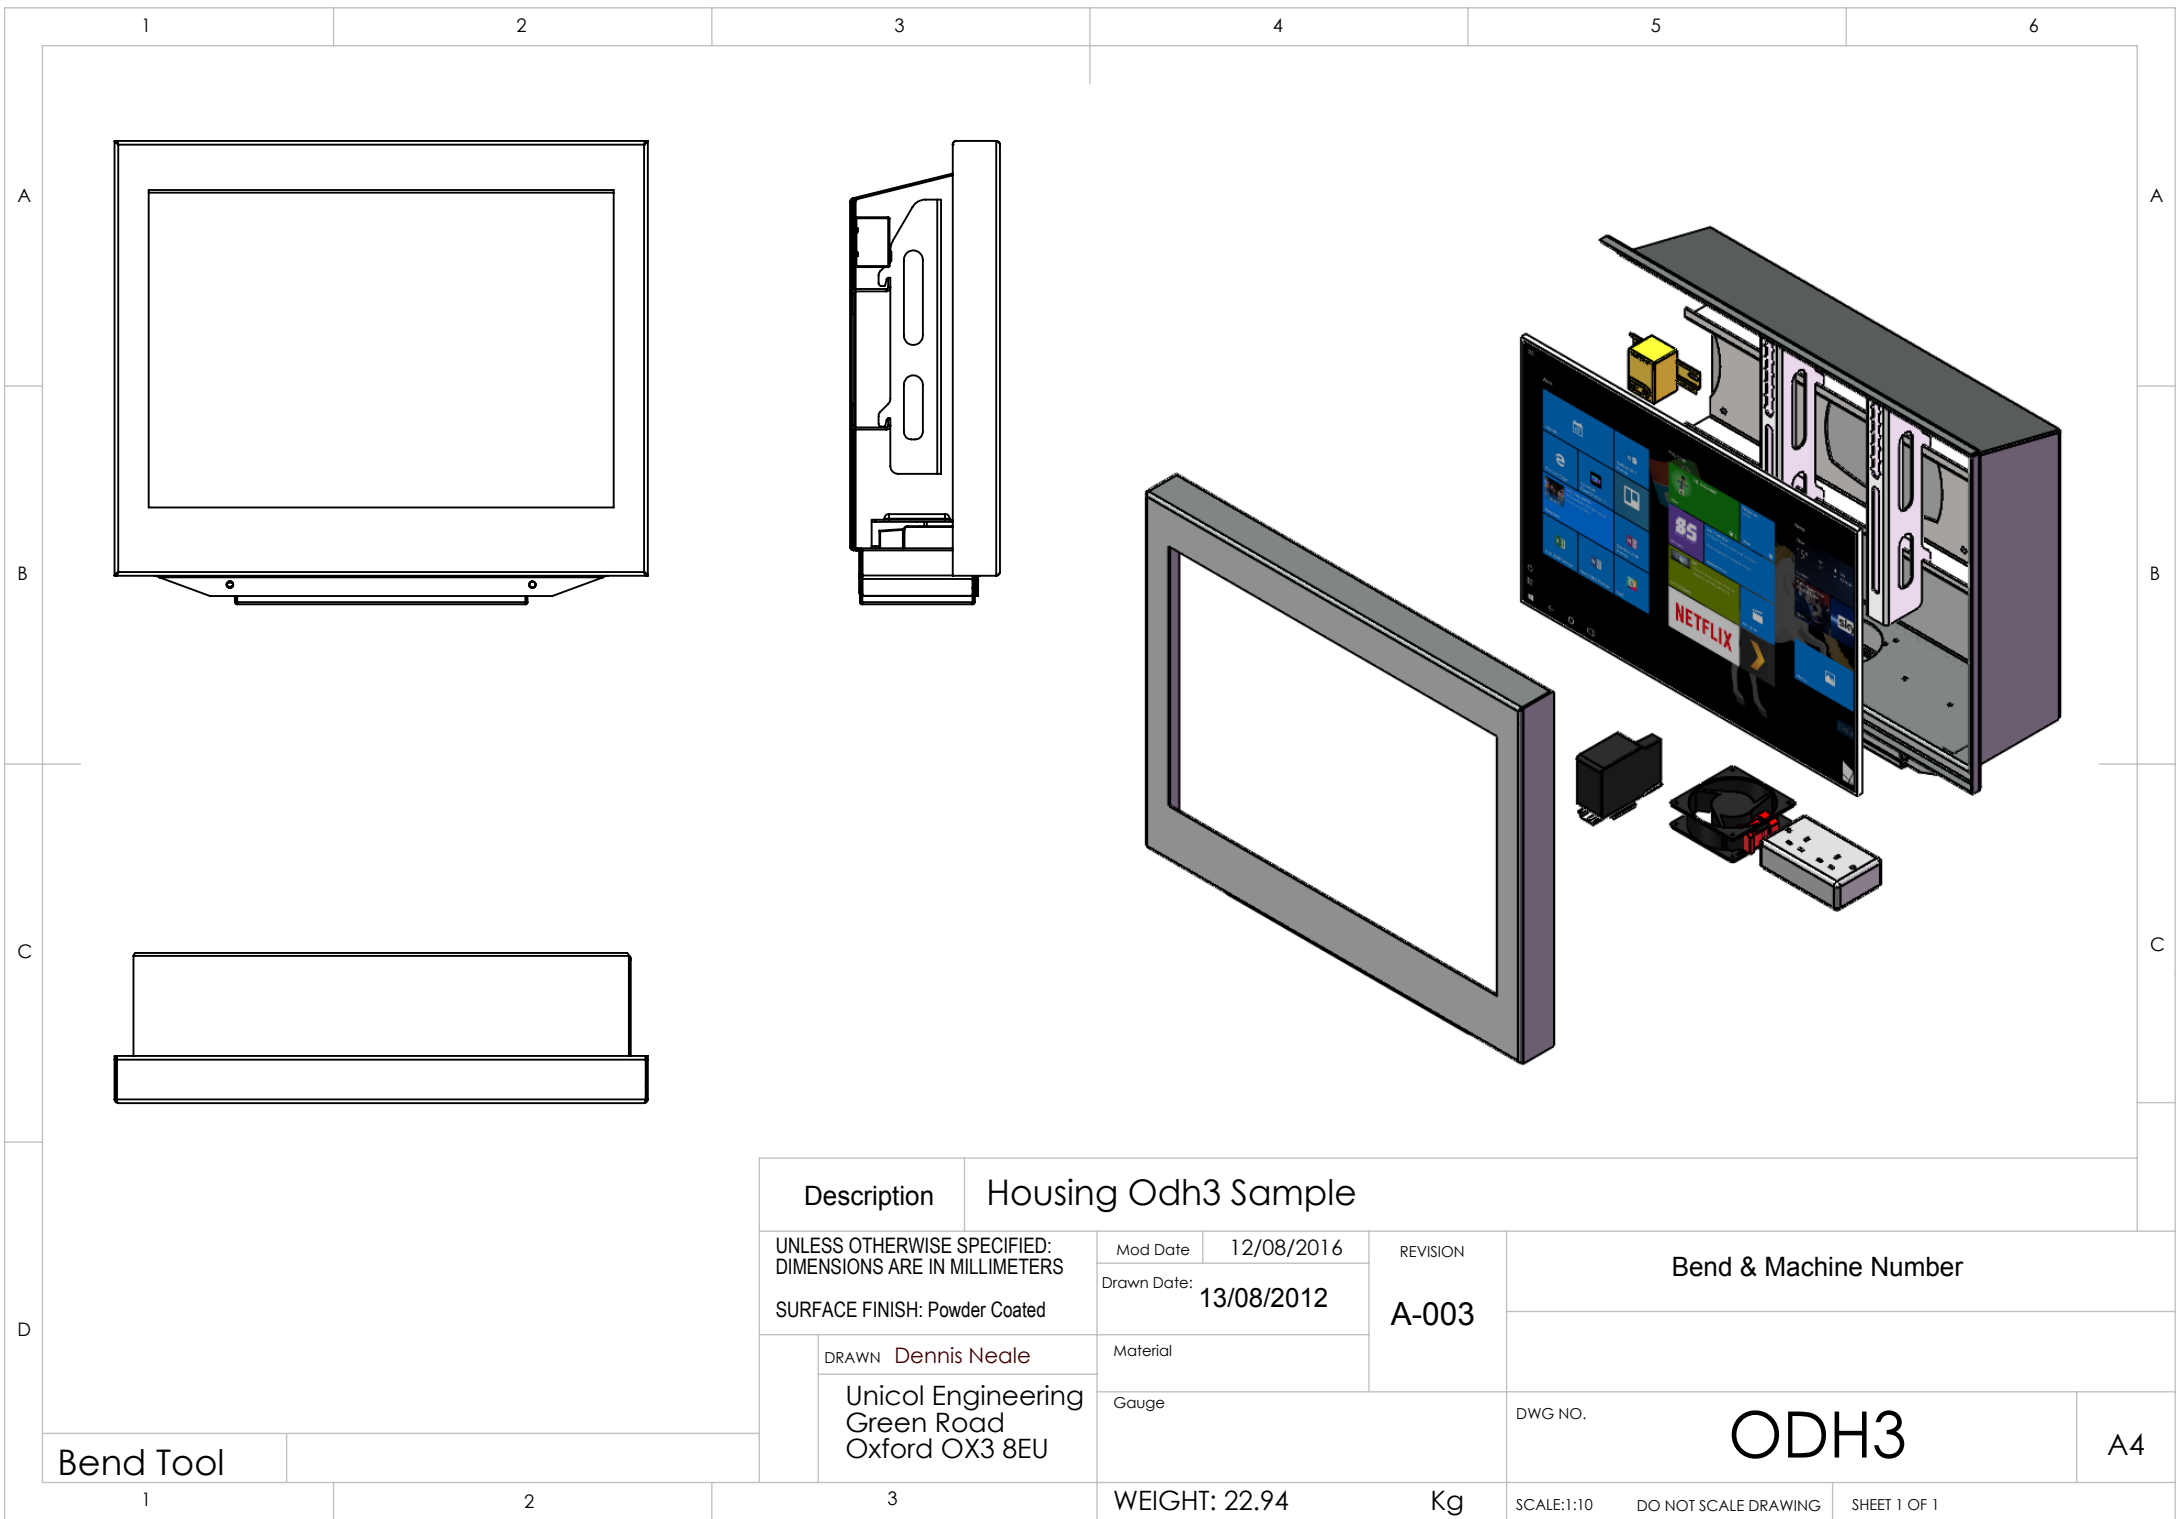 1 2 3 4 5 6
A A
B B
C C
D
NETFLIX
sky
Description Housing Odh3 Sample
UNLESS OTHERWISE SPECIFIED:
DIMENSIONS ARE IN MILLIMETERS
SURFACE FINISH: Powder Coated
Mod Date 12/08/2016
Drawn Date: 13/08/2012
REVISION
A-003
Bend & Machine Number
DRAWN Dennis Neale
Material
Unicol Engineering
Green Road
Oxford OX3 8EU
Gauge
DWG NO. ODH3
A4
Bend Tool
WEIGHT: 22.94 Kg
SCALE:1:10 DO NOT SCALE DRAWING SHEET 1 OF 1
1 2 3